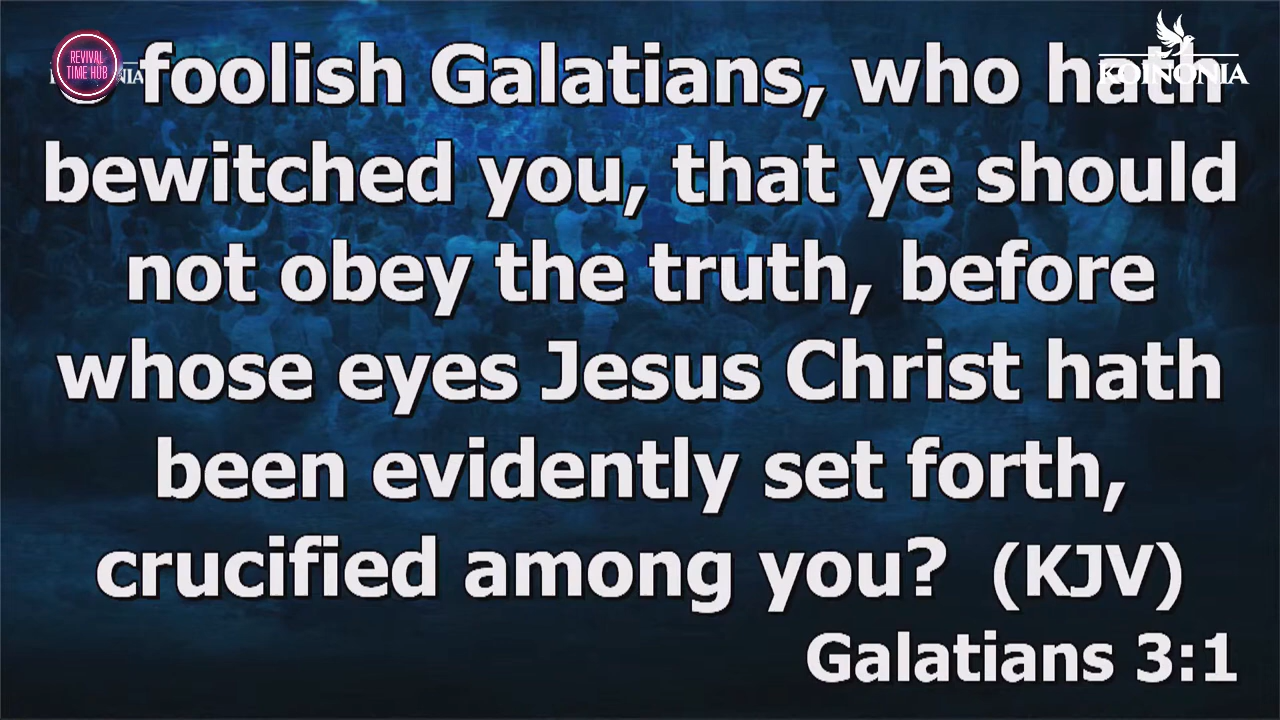 REVIVAL
TIME HUB
KOINONIA
foolish Galatians, who hath
bewitched you, that ye should
not obey the truth, before
whose eyes Jesus Christ hath
been evidently set forth,
crucified among you? (KJV)
Galatians 3:1